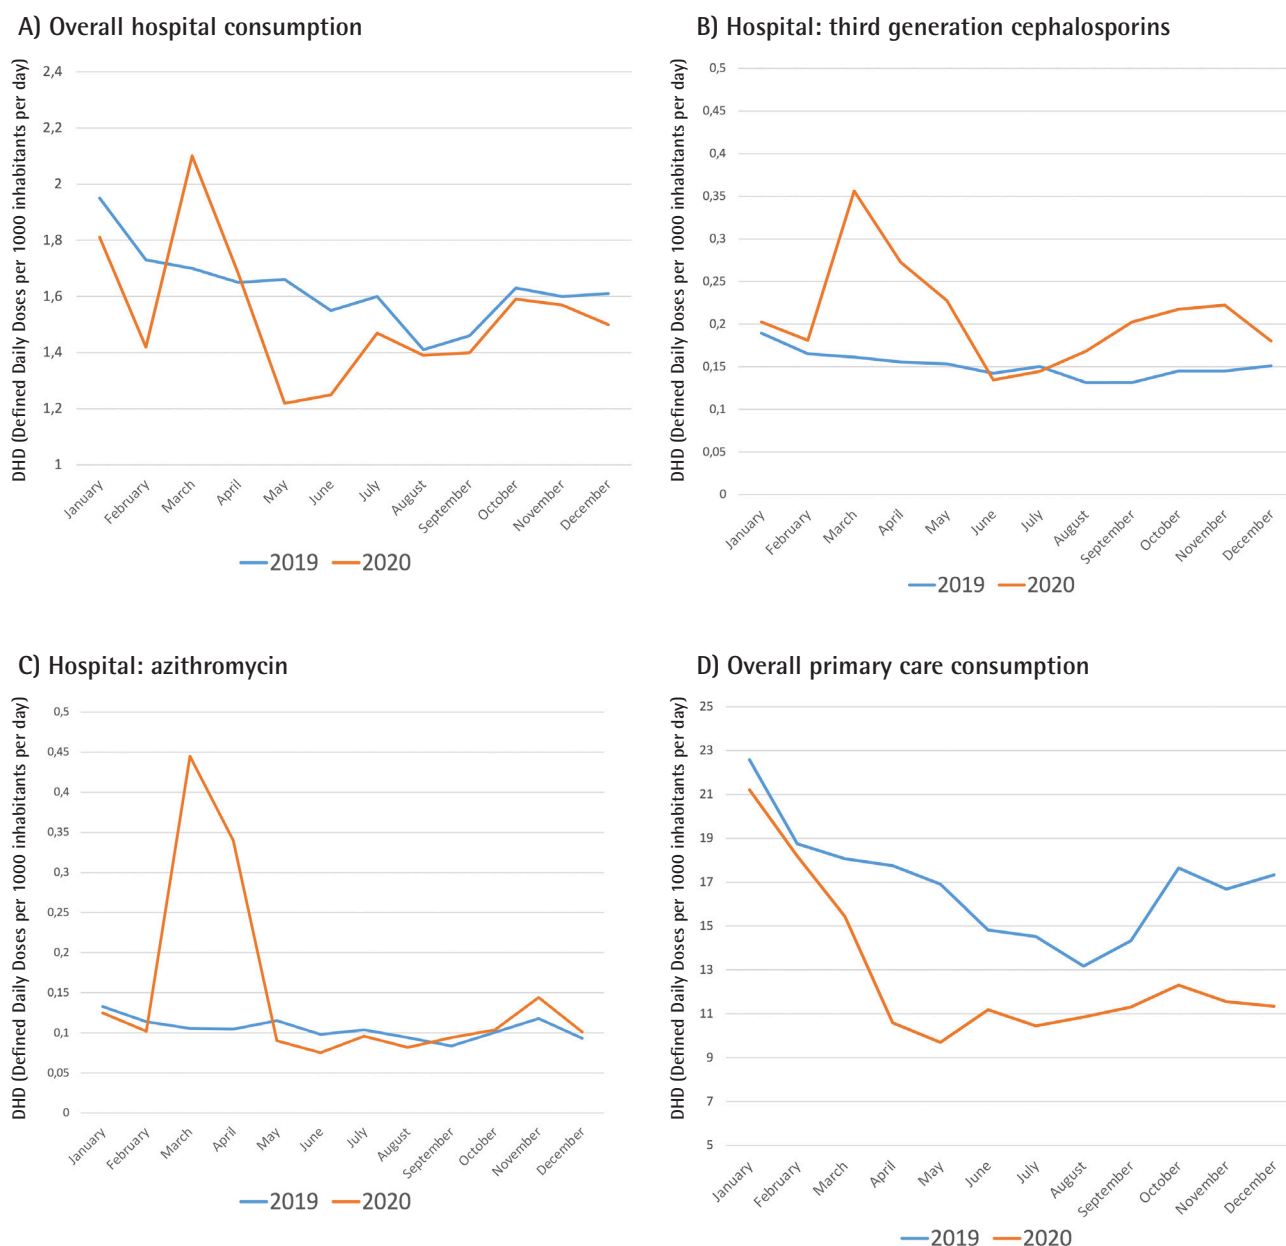 A) Overall hospital consumption
DHD (Defined Daily Doses per 1000 inhabitants per day)
2,4
2,2
2
1,8
1,6
1,4
1,2
1
January
February
March
April
May
June
July
August
September
October
November
December
2019
2020
B) Hospital: third generation cephalosporins
DHD (Defined Daily Doses per 1000 inhabitants per day)
0,5
0,45
0,4
0,35
0,3
0,25
0,2
0,15
0,1
0,05
0
January
February
March
April
May
June
July
August
September
October
November
December
2019
2020
C) Hospital: azithromycin
DHD (Defined Daily Doses per 1000 inhabitants per day)
0,5
0,45
0,4
0,35
0,3
0,25
0,2
0,15
0,1
0,05
0
January
February
March
April
May
June
July
August
September
October
November
December
2019
2020
D) Overall primary care consumption
DHD (Defined Daily Doses per 1000 inhabitants per day)
25
23
21
19
17
15
13
11
9
7
5
January
February
March
April
May
June
July
August
September
October
November
December
2019
2020